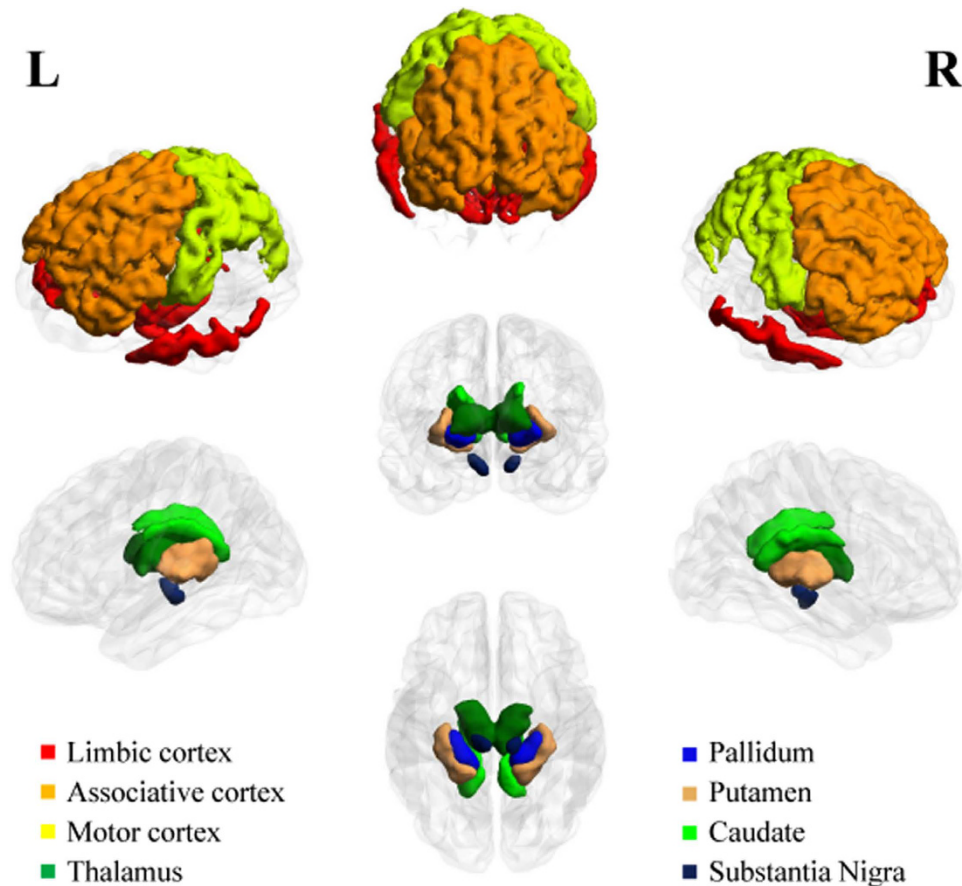 L
R
Limbic cortex
Associative cortex
Motor cortex
Thalamus
Pallidum
Putamen
Caudate
Substantia Nigra